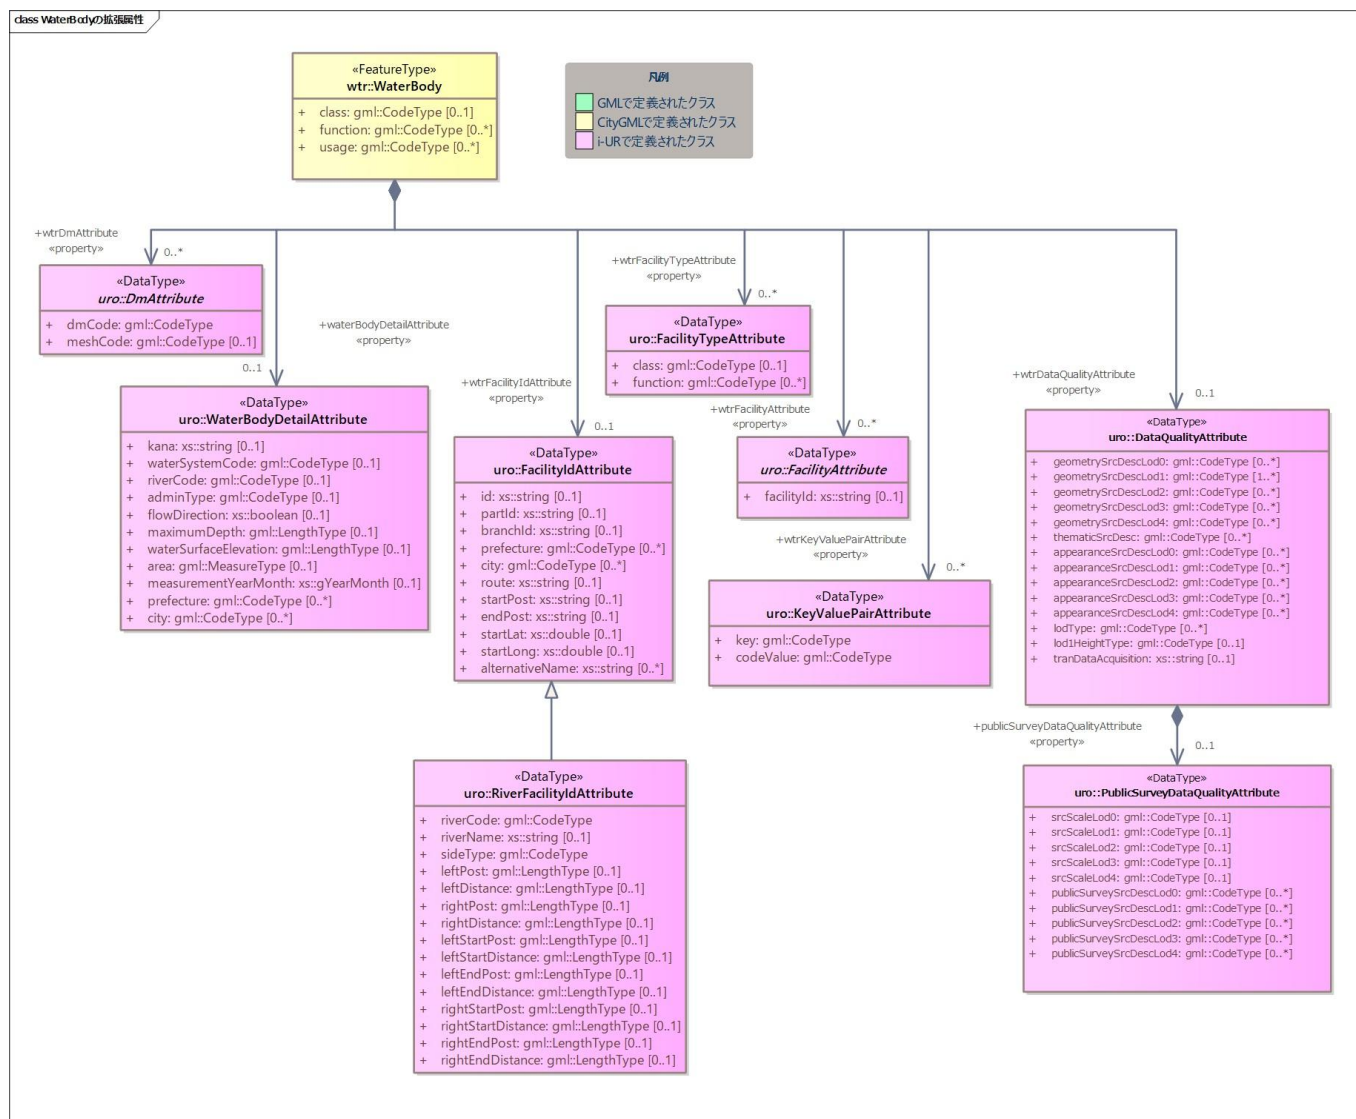 class WaterBodyの拡張属性
«FeatureType»
wtr::WaterBody
+ class: gml::CodeType [0..1]
+ function: gml::CodeType [0..*]
+ usage: gml::CodeType [0..*]
凡例
GMLで定義されたクラス
CityGMLで定義されたクラス
i-URで定義されたクラス
+wtrDmAttribute
«property»
0..*
«DataType»
uro::DmAttribute
+ dmCode: gml::CodeType
+ meshCode: gml::CodeType [0..1]
+waterBodyDetailAttribute
«property»
0..1
«DataType»
uro::WaterBodyDetailAttribute
+ kana: xs::string [0..1]
+ waterSystemCode: gml::CodeType [0..1]
+ riverCode: gml::CodeType [0..1]
+ adminType: gml::CodeType [0..1]
+ flowDirection: xs::boolean [0..1]
+ maximumDepth: gml::LengthType [0..1]
+ waterSurfaceElevation: gml::LengthType [0..1]
+ area: gml::MeasureType [0..1]
+ measurementYearMonth: xs::gYearMonth [0..1]
+ prefecture: gml::CodeType [0..*]
+ city: gml::CodeType [0..*]
+wtrFacilityIdAttribute
«property»
0..1
«DataType»
uro::FacilityIdAttribute
+ id: xs::string [0..1]
+ partId: xs::string [0..1]
+ branchId: xs::string [0..1]
+ prefecture: gml::CodeType [0..*]
+ city: gml::CodeType [0..*]
+ route: xs::string [0..1]
+ startPost: xs::string [0..1]
+ endPost: xs::string [0..1]
+ startLat: xs::double [0..1]
+ startLong: xs::double [0..1]
+ alternativeName: xs::string [0..*]
«DataType»
uro::RiverFacilityIdAttribute
+ riverCode: gml::CodeType
+ riverName: xs::string [0..1]
+ sideType: gml::CodeType
+ leftPost: gml::LengthType [0..1]
+ leftDistance: gml::LengthType [0..1]
+ rightPost: gml::LengthType [0..1]
+ rightDistance: gml::LengthType [0..1]
+ leftStartPost: gml::LengthType [0..1]
+ leftStartDistance: gml::LengthType [0..1]
+ leftEndPost: gml::LengthType [0..1]
+ leftEndDistance: gml::LengthType [0..1]
+ rightStartPost: gml::LengthType [0..1]
+ rightStartDistance: gml::LengthType [0..1]
+ rightEndPost: gml::LengthType [0..1]
+ rightEndDistance: gml::LengthType [0..1]
+wtrFacilityTypeAttribute
«property»
0..*
«DataType»
uro::FacilityTypeAttribute
+ class: gml::CodeType [0..1]
+ function: gml::CodeType [0..*]
+wtrFacilityAttribute
«property»
0..*
«DataType»
uro::FacilityAttribute
+ facilityId: xs::string [0..1]
+wtrKeyValuePairAttribute
«property»
0..*
«DataType»
uro::KeyValuePairAttribute
+ key: gml::CodeType
+ codeValue: gml::CodeType
+wtrDataQualityAttribute
«property»
0..1
«DataType»
uro::DataQualityAttribute
+ geometrySrcDescLod0: gml::CodeType [0..*]
+ geometrySrcDescLod1: gml::CodeType [1..*]
+ geometrySrcDescLod2: gml::CodeType [0..*]
+ geometrySrcDescLod3: gml::CodeType [0..*]
+ geometrySrcDescLod4: gml::CodeType [0..*]
+ thematicSrcDesc: gml::CodeType [0..*]
+ appearanceSrcDescLod0: gml::CodeType [0..*]
+ appearanceSrcDescLod1: gml::CodeType [0..*]
+ appearanceSrcDescLod2: gml::CodeType [0..*]
+ appearanceSrcDescLod3: gml::CodeType [0..*]
+ appearanceSrcDescLod4: gml::CodeType [0..*]
+ lodType: gml::CodeType [0..*]
+ lod1HeightType: gml::CodeType [0..1]
+ tranDataAcquisition: xs::string [0..1]
+publicSurveyDataQualityAttribute
«property»
0..1
«DataType»
uro::PublicSurveyDataQualityAttribute
+ srcScaleLod0: gml::CodeType [0..1]
+ srcScaleLod1: gml::CodeType [0..1]
+ srcScaleLod2: gml::CodeType [0..1]
+ srcScaleLod3: gml::CodeType [0..1]
+ srcScaleLod4: gml::CodeType [0..1]
+ publicSurveySrcDescLod0: gml::CodeType [0..*]
+ publicSurveySrcDescLod1: gml::CodeType [0..*]
+ publicSurveySrcDescLod2: gml::CodeType [0..*]
+ publicSurveySrcDescLod3: gml::CodeType [0..*]
+ publicSurveySrcDescLod4: gml::CodeType [0..*]